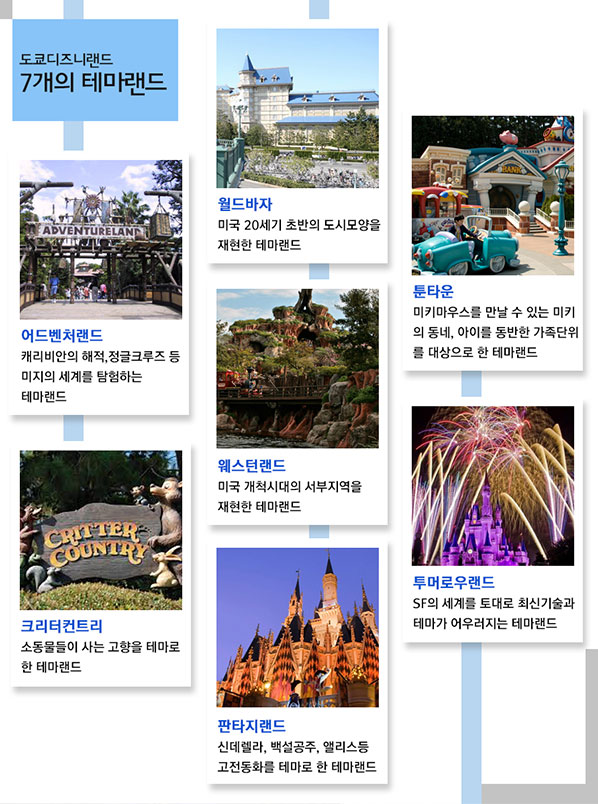 도쿄디즈니랜드
7개의 테마랜드
ADVENTURELAND
어드벤처랜드
캐리비안의 해적,정글크루즈 등
미지의 세계를 탐험하는
테마랜드
CRITTER
COUNTRY
크리터컨트리
소동물들이 사는 고향을 테마로
한 테마랜드
월드바자
미국 20세기 초반의 도시모양을
재현한 테마랜드
웨스턴랜드
미국 개척시대의 서부지역을
재현한 테마랜드
판타지랜드
신데렐라, 백설공주, 앨리스등
고전동화를 테마로 한 테마랜드
BANK
툰타운
미키마우스를 만날 수 있는 미키
의 동네, 아이를 동반한 가족단위
를 대상으로 한 테마랜드
투머로우랜드
SF의 세계를 토대로 최신기술과
테마가 어우러지는 테마랜드